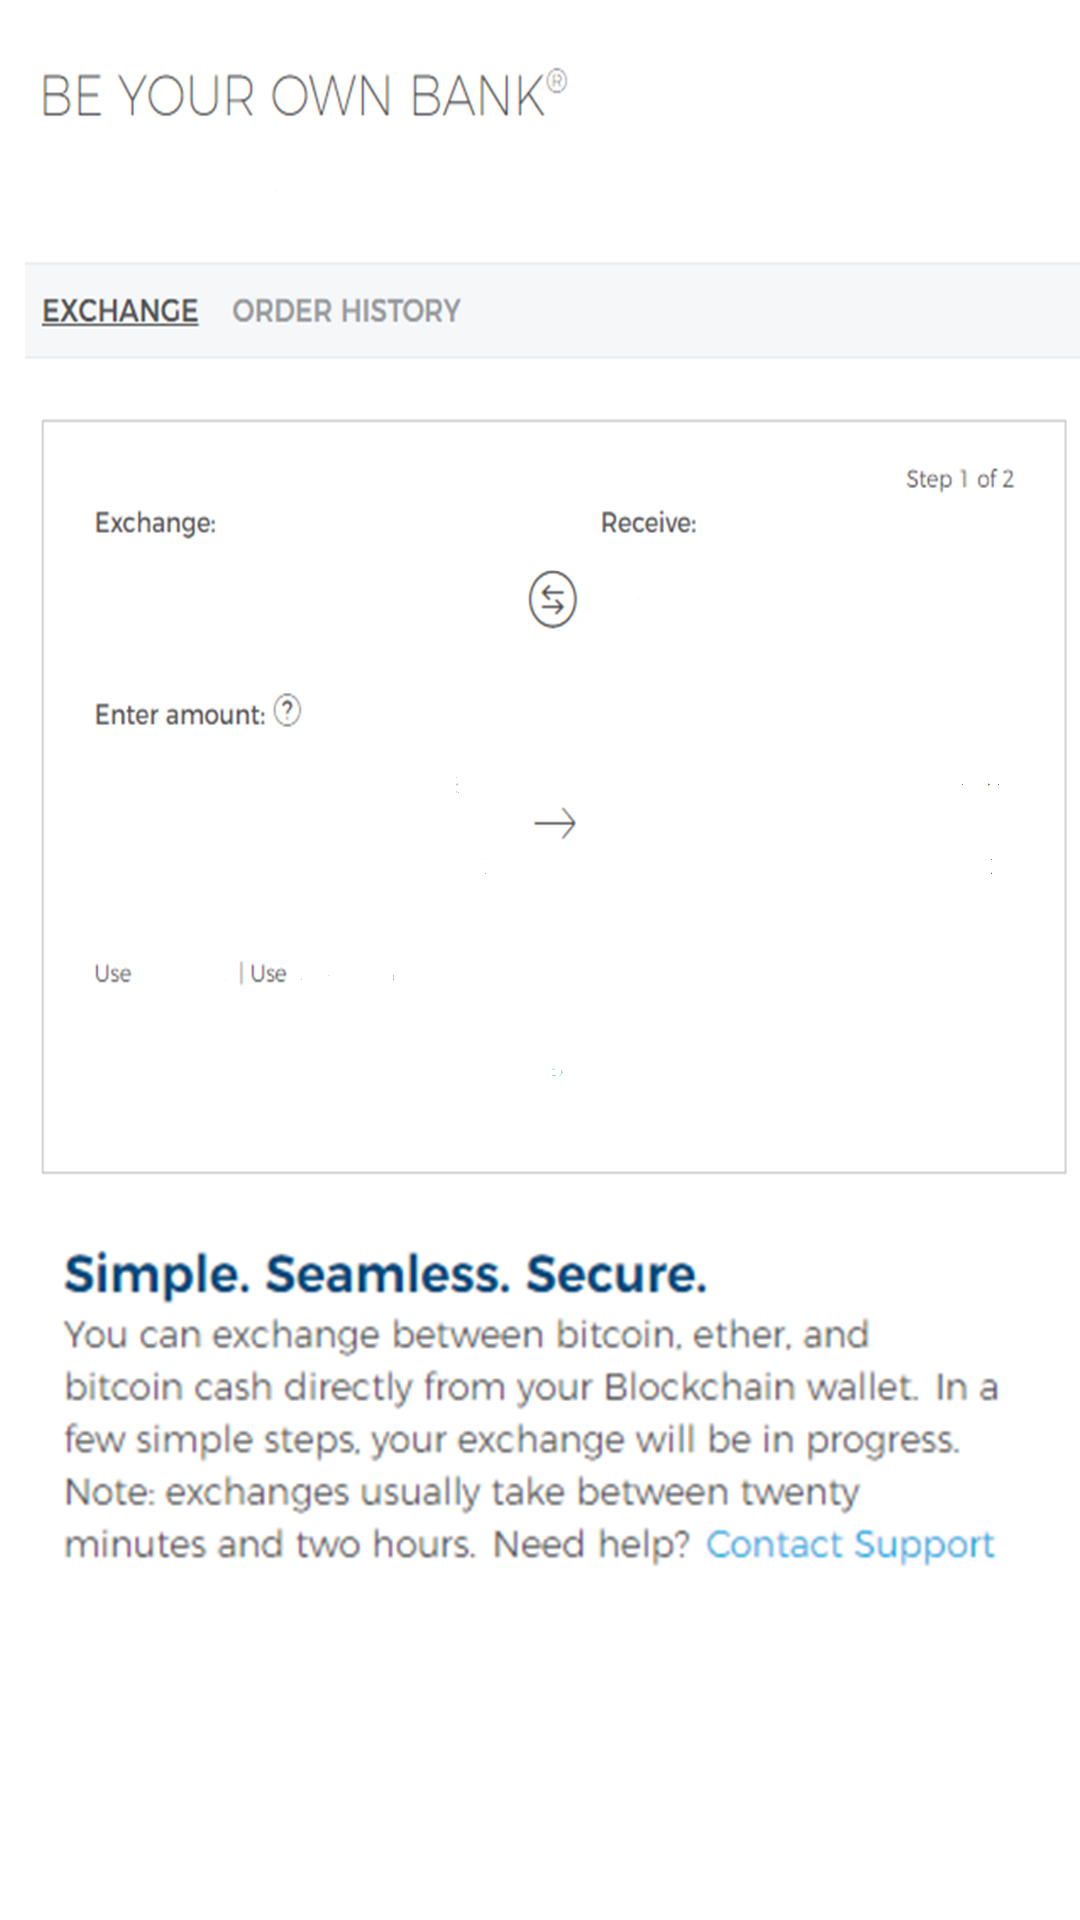 BE YOUR OWN BANK®
EXCHANGE ORDER HISTORY
Step 1 of 2
Exchange: Receive:
Enter amount: ?
Use | Use
Simple. Seamless. Secure.
You can exchange between bitcoin, ether, and
bitcoin cash directly from your Blockchain wallet. In a
few simple steps, your exchange will be in progress.
Note: exchanges usually take between twenty
minutes and two hours. Need help? Contact Support